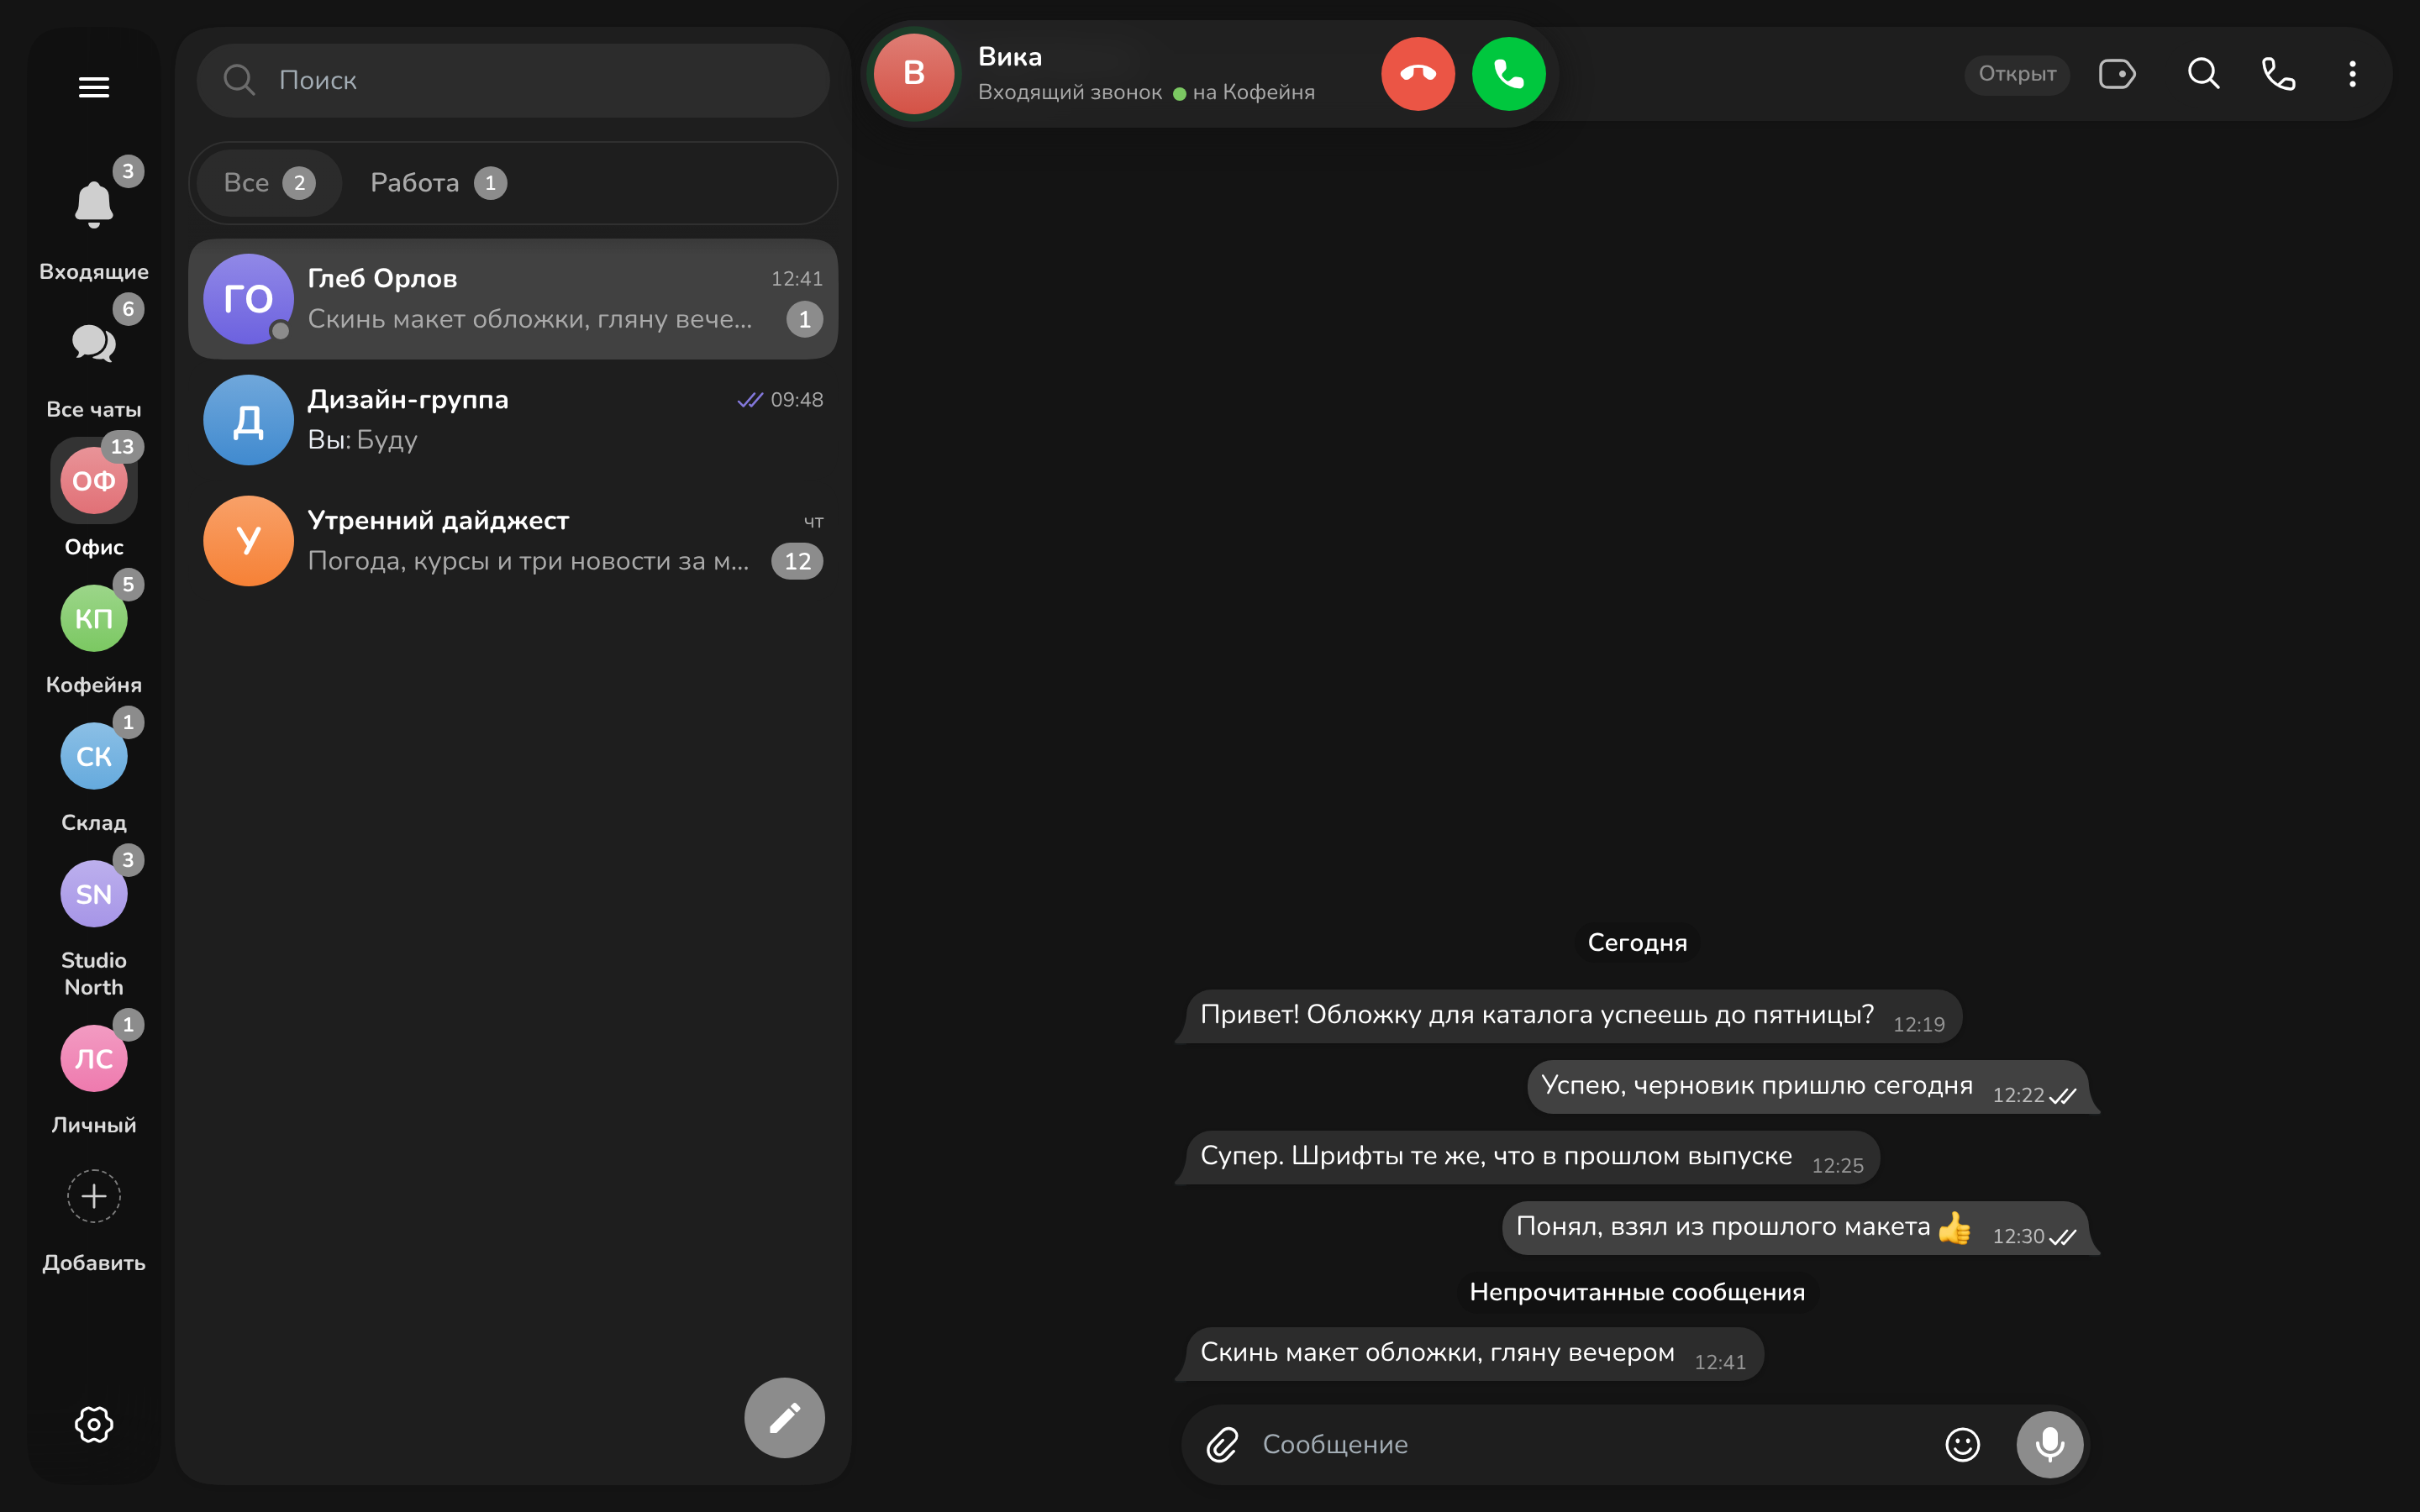 3
Входящие
6
Все чаты
13
ОФ
Офис
5
КП
Кофейня
1
СК
Склад
3
SN
Studio
North
1
ЛС
Личный
Добавить
Поиск
Все 2 Работа 1
ГО
Глеб Орлов 12:41
Скинь макет обложки, гляну вече... 1
Д
Дизайн-группа 09:48
Вы: Буду
У
Утренний дайджест чт
Погода, курсы и три новости за м... 12
В
Вика
Входящий звонок на Кофейня
Открыт
Сегодня
Привет! Обложку для каталога успеешь до пятницы? 12:19
Успею, черновик пришлю сегодня 12:22
Супер. Шрифты те же, что в прошлом выпуске 12:25
Понял, взял из прошлого макета 👍 12:30
Непрочитанные сообщения
Скинь макет обложки, гляну вечером 12:41
Сообщение